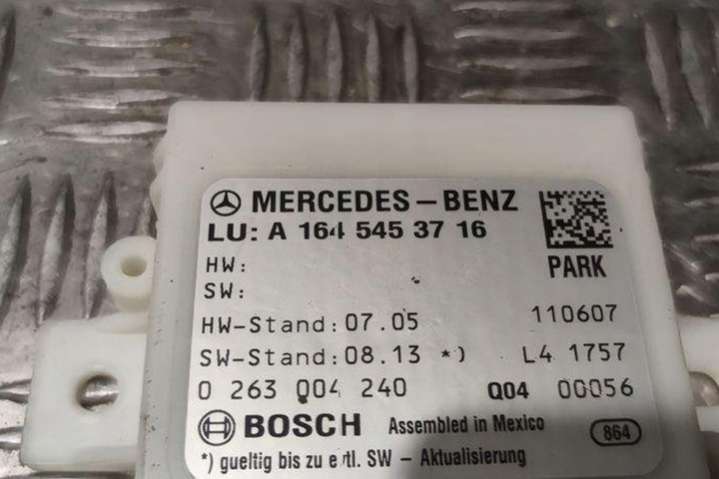 MERCEDES-BENZ
LU: A 164 545 37 16
HW: PARK
SW:
HW-Stand: 07.05 110607
SW-Stand: 08.13 *) L4 1757
0 263 004 240 Q04 00056
BOSCH Assembled in Mexico 864
*) gueltig bis zu SW - Aktualisierung